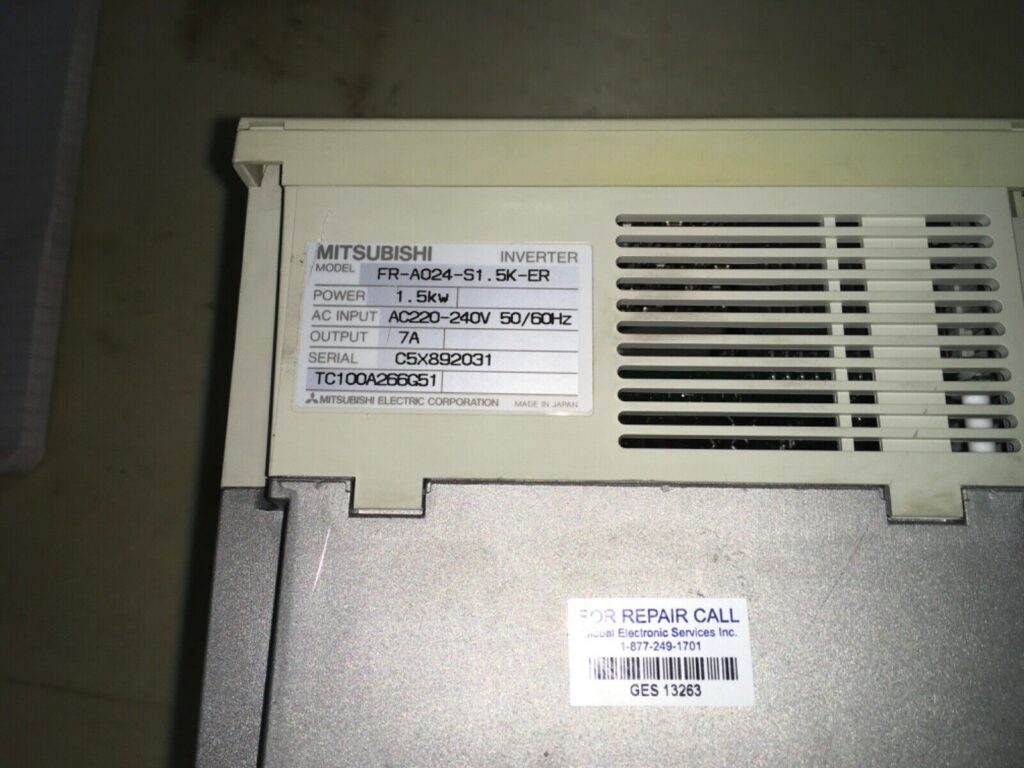 MITSUBISHI INVERTER
MODEL FR-A024-S1.5K-ER
POWER 1.5kw
AC INPUT AC220-240V 50/60Hz
OUTPUT 7A
SERIAL C5X892031
TC100A266G51
MITSUBISHI ELECTRIC CORPORATION MADE IN JAPAN
FOR REPAIR CALL
Global Electronic Services Inc.
1-877-249-1701
GES 13263